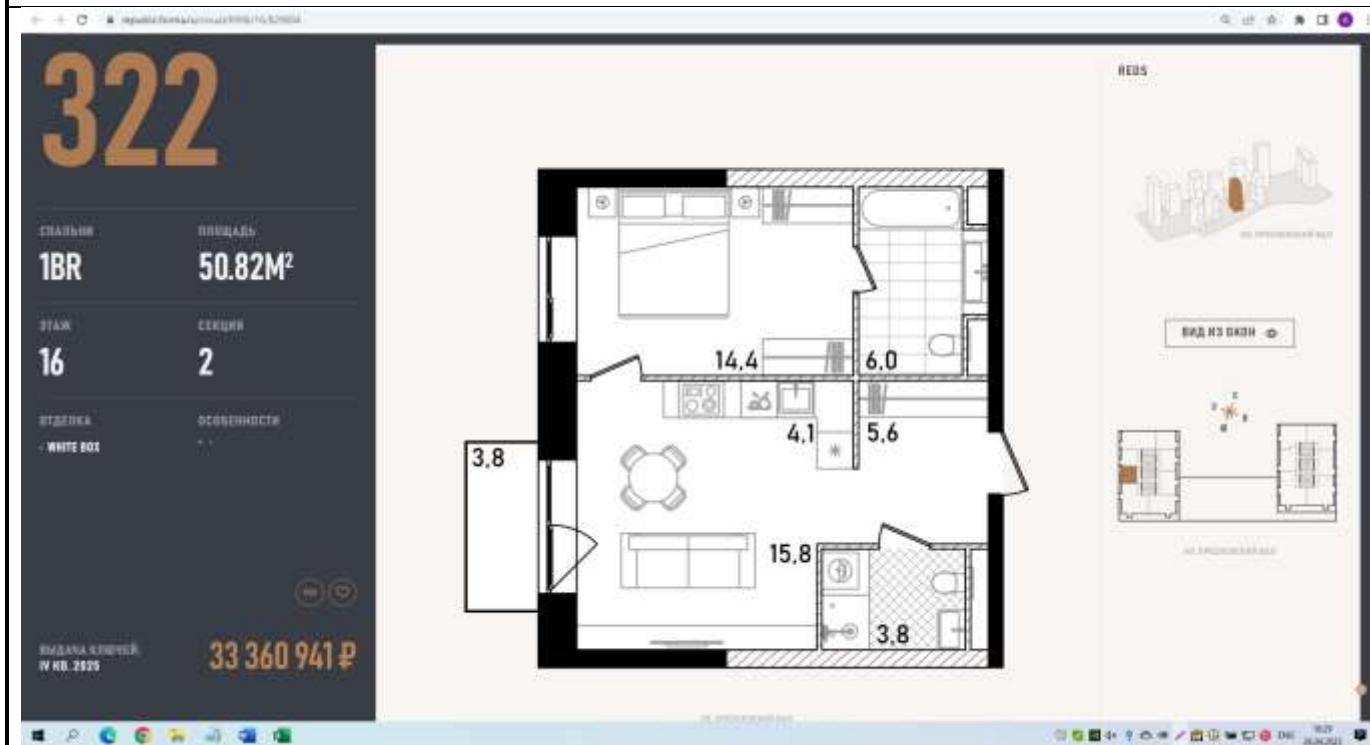 322
СПАЛЬНИ
ПЛОЩАДЬ
1BR
50.82М²
ЭТАЖ
СЕКЦИЯ
16
2
ОТДЕЛКА
ОСОБЕННОСТИ
- WHITE BOX
ВЫДАЧА КЛЮЧЕЙ:
IV КВ. 2025
33 360 941 ₽
14,4
6.0
4,1
5,6
3,8
15,8
3,8
REDS
ВИД ИЗ ОКОН